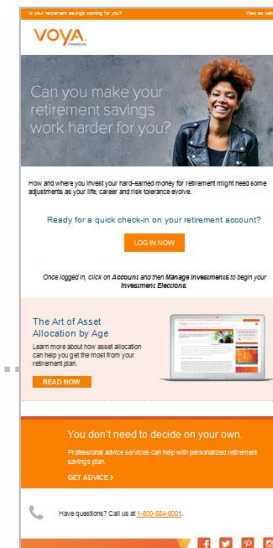 Is your retirement savings working for you?
View as web
VOYA
FINANCIAL
Can you make your
retirement savings
work harder for you?
How and where you invest your hard-earned money for retirement might need some
adjustments as your life, career and risk tolerance evolve.
Ready for a quick check-in on your retirement account?
LOG IN NOW
Once logged in, click on Account and then Manage Investments to begin your
Investment Elections.
The Art of Asset
Allocation by Age
Learn more about how asset allocation
can help you get the most from your
retirement plan.
READ NOW
You don't need to decide on your own.
Professional advice services can help with personalized retirement
savings plan.
GET ADVICE >
Have questions? Call us at 1-800-584-6001.